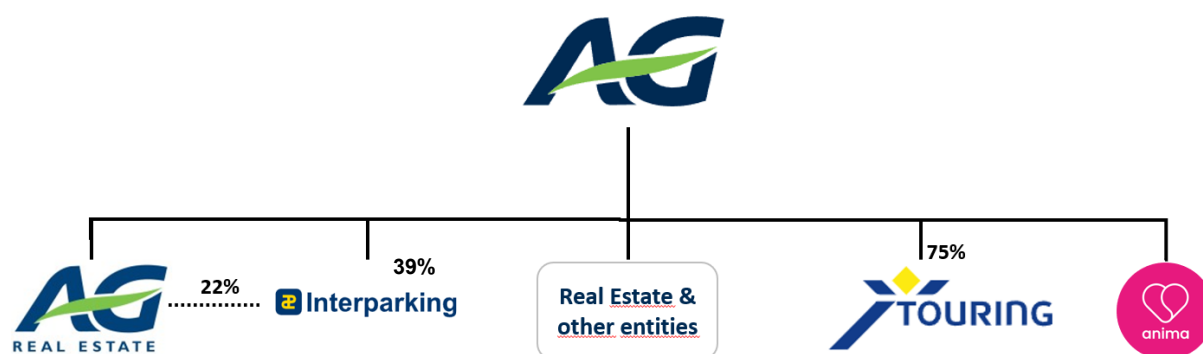 AG
75%
39%
22%
AG
REAL ESTATE
Interparking
Real Estate &
other entities
TOURING
anima